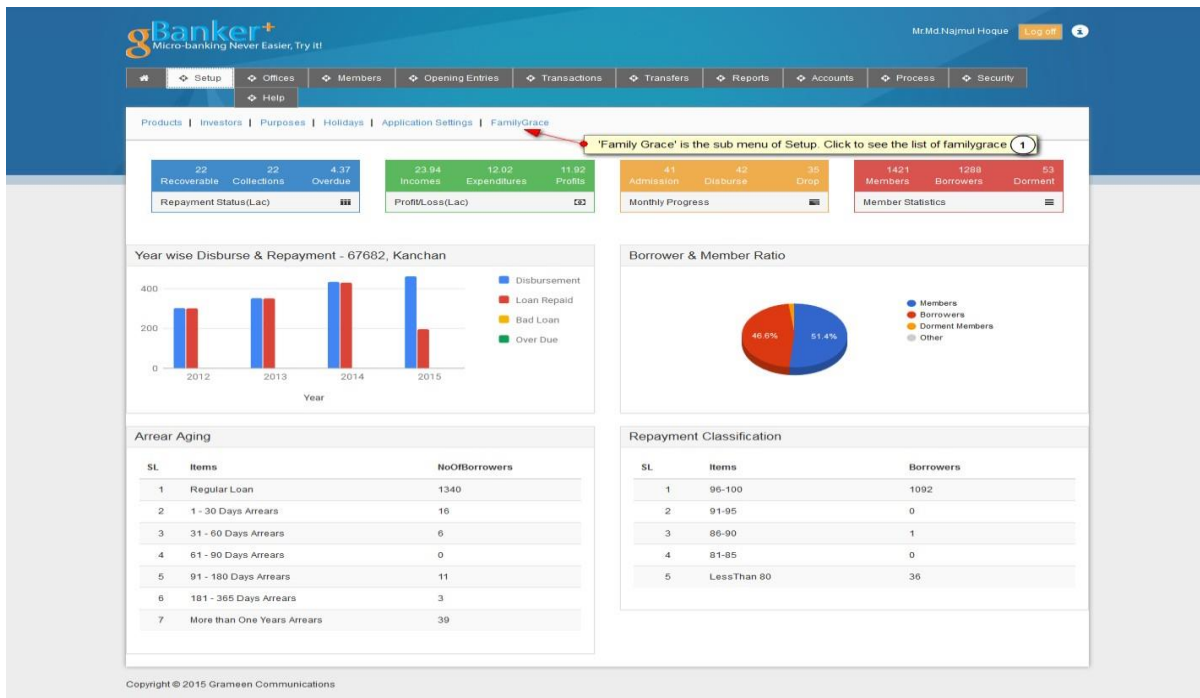 gBanker+
Micro-banking Never Easier, Try it!
Mr.Md.Najmul Hoque Log off i
Setup Offices Members Opening Entries Transactions Transfers Reports Accounts Process Security
Help
Products | Investors | Purposes | Holidays | Application Settings | FamilyGrace
'Family Grace' is the sub menu of Setup. Click to see the list of familygrace 1
22 22 4.37
Recoverable Collections Overdue
Repayment Status(Lac)
23.94 12.02 11.92
Incomes Expenditures Profits
Profit/Loss(Lac)
41 42 35
Admission Disburse Drop
Monthly Progress
1421 1288 53
Members Borrowers Dorment
Member Statistics
Year wise Disburse & Repayment - 67682, Kanchan
400
200
0
2012 2013 2014 2015
Year
Disbursement
Loan Repaid
Bad Loan
Over Due
Borrower & Member Ratio
46.6% 51.4%
Members
Borrowers
Dorment Members
Other
Arrear Aging
SL Items NoOfBorrowers
1 Regular Loan 1340
2 1 - 30 Days Arrears 16
3 31 - 60 Days Arrears 6
4 61 - 90 Days Arrears 0
5 91 - 180 Days Arrears 11
6 181 - 365 Days Arrears 3
7 More than One Years Arrears 39
Repayment Classification
SL Items Borrowers
1 96-100 1092
2 91-95 0
3 86-90 1
4 81-85 0
5 LessThan 80 36
Copyright © 2015 Grameen Communications